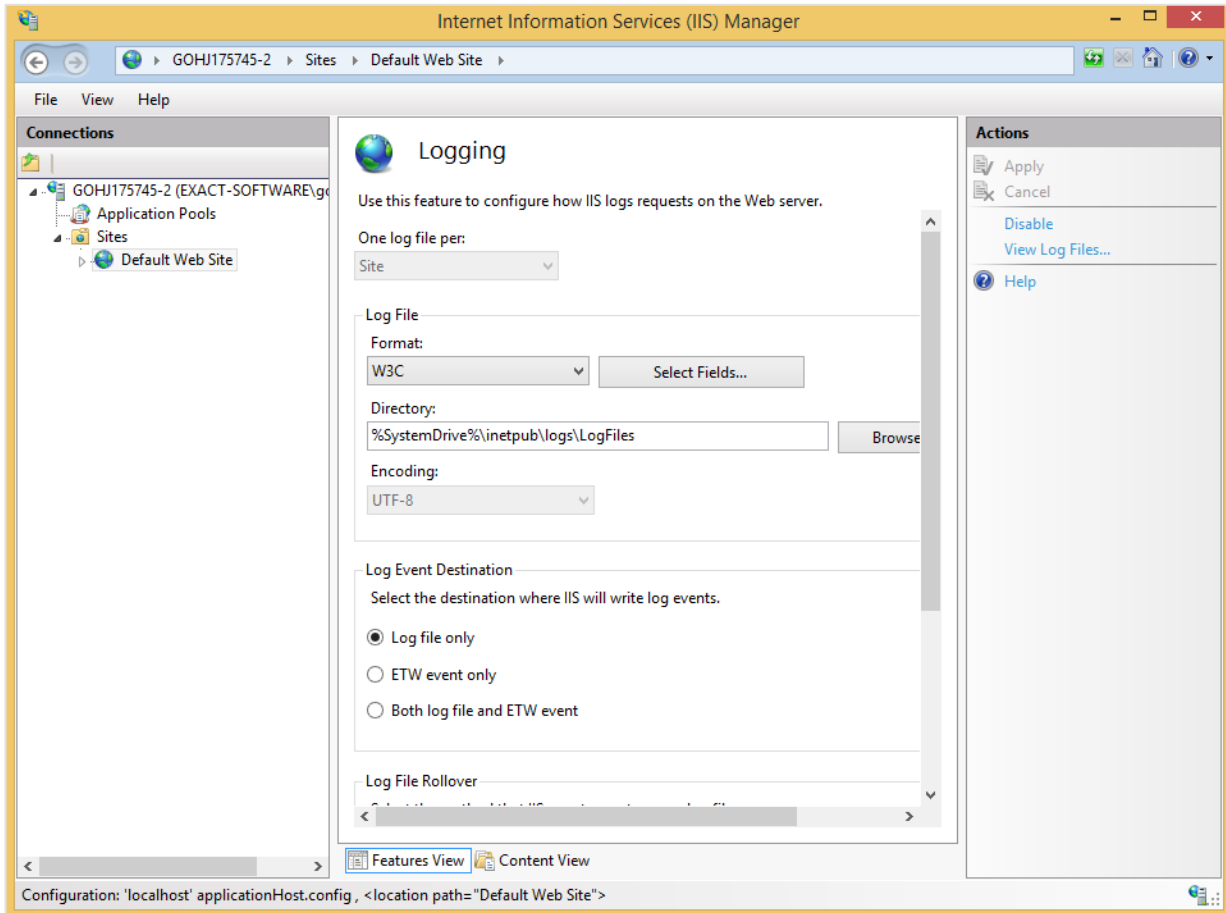 Internet Information Services (IIS) Manager
GOHJ175745-2 Sites Default Web Site
File View Help
Connections
GOHJ175745-2 (EXACT-SOFTWARE\g
Application Pools
Sites
Default Web Site
Logging
Use this feature to configure how IIS logs requests on the Web server.
One log file per:
Site
Log File
Format:
W3C
Select Fields...
Directory:
%SystemDrive%\inetpub\logs\LogFiles
Browse
Encoding:
UTF-8
Log Event Destination
Select the destination where IIS will write log events.
Log file only
ETW event only
Both log file and ETW event
Log File Rollover
Features View Content View
Actions
Apply
Cancel
Disable
View Log Files...
Help
Configuration: 'localhost' applicationHost.config , <location path="Default Web Site">